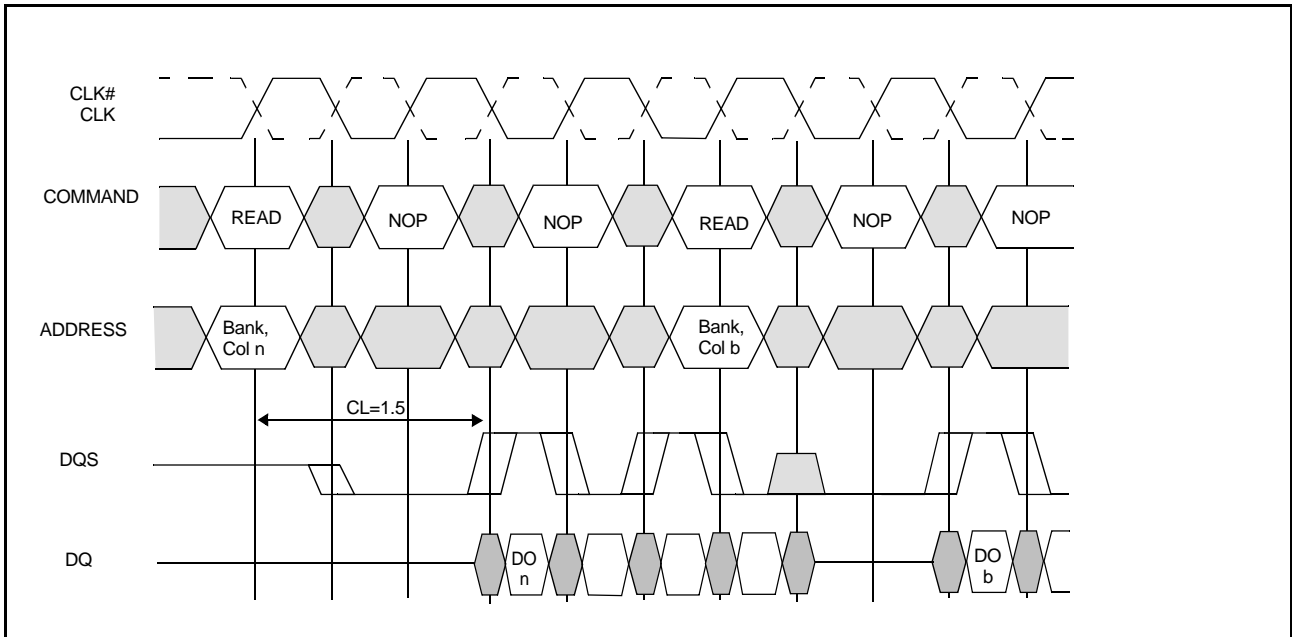 CLK#
CLK
COMMAND
READ NOP NOP READ NOP NOP
ADDRESS
Bank,
Col n
Bank,
Col b
CL=1.5
DQS
DQ
DO
n
DO
b